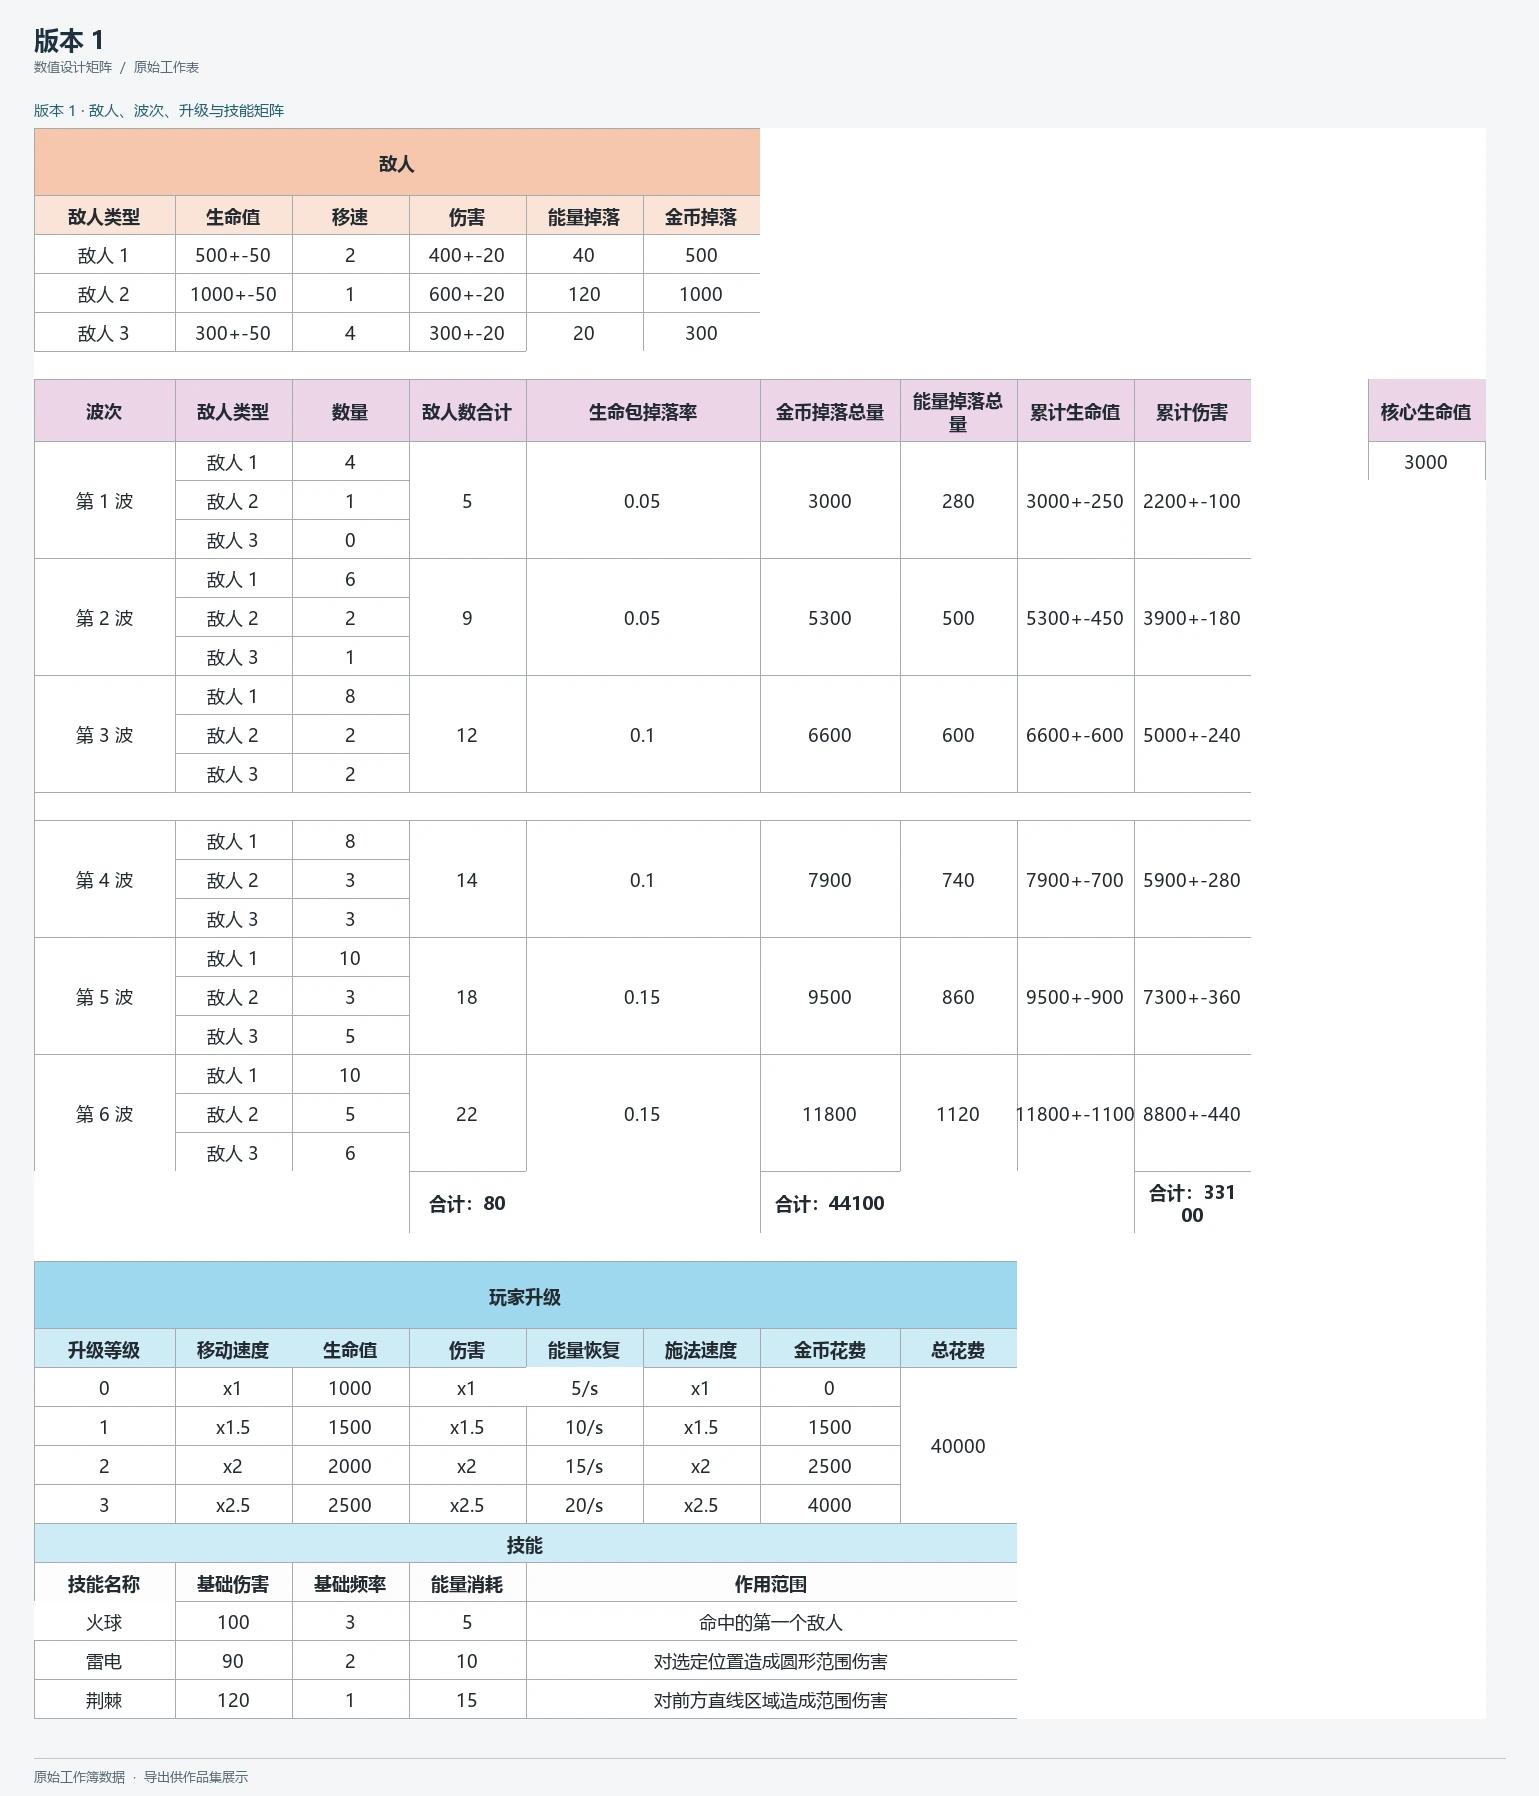 版本 1
数值设计矩阵 / 原始工作表
版本 1 · 敌人、波次、升级与技能矩阵
敌人
敌人类型 生命值 移速 伤害 能量掉落 金币掉落
敌人 1 500+-50 2 400+-20 40 500
敌人 2 1000+-50 1 600+-20 120 1000
敌人 3 300+-50 4 300+-20 20 300
波次 敌人类型 数量 敌人数合计 生命包掉落率 金币掉落总量 能量掉落总量 累计生命值 累计伤害 核心生命值
敌人 1 4 3000
第 1 波 敌人 2 1 5 0.05 3000 280 3000+-250 2200+-100
敌人 3 0
敌人 1 6
第 2 波 敌人 2 2 9 0.05 5300 500 5300+-450 3900+-180
敌人 3 1
敌人 1 8
第 3 波 敌人 2 2 12 0.1 6600 600 6600+-600 5000+-240
敌人 3 2
敌人 1 8
第 4 波 敌人 2 3 14 0.1 7900 740 7900+-700 5900+-280
敌人 3 3
敌人 1 10
第 5 波 敌人 2 3 18 0.15 9500 860 9500+-900 7300+-360
敌人 3 5
敌人 1 10
第 6 波 敌人 2 5 22 0.15 11800 1120 11800+-1100 8800+-440
敌人 3 6
合计：80 合计：44100 合计：33100
玩家升级
升级等级 移动速度 生命值 伤害 能量恢复 施法速度 金币花费 总花费
0 x1 1000 x1 5/s x1 0
1 x1.5 1500 x1.5 10/s x1.5 1500
40000
2 x2 2000 x2 15/s x2 2500
3 x2.5 2500 x2.5 20/s x2.5 4000
技能
技能名称 基础伤害 基础频率 能量消耗 作用范围
火球 100 3 5 命中的第一个敌人
雷电 90 2 10 对选定位置造成圆形范围伤害
荆棘 120 1 15 对前方直线区域造成范围伤害
原始工作簿数据 · 导出供作品集展示